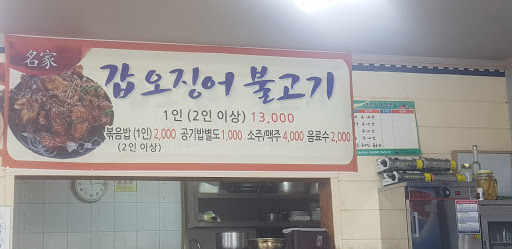 名家
갑오징어 불고기
1인 (2인 이상) 13,000
볶음밥 (1인) 2,000 공기밥별도 1,000 소주/맥주 4,000 음료수 2,000
(2인 이상)